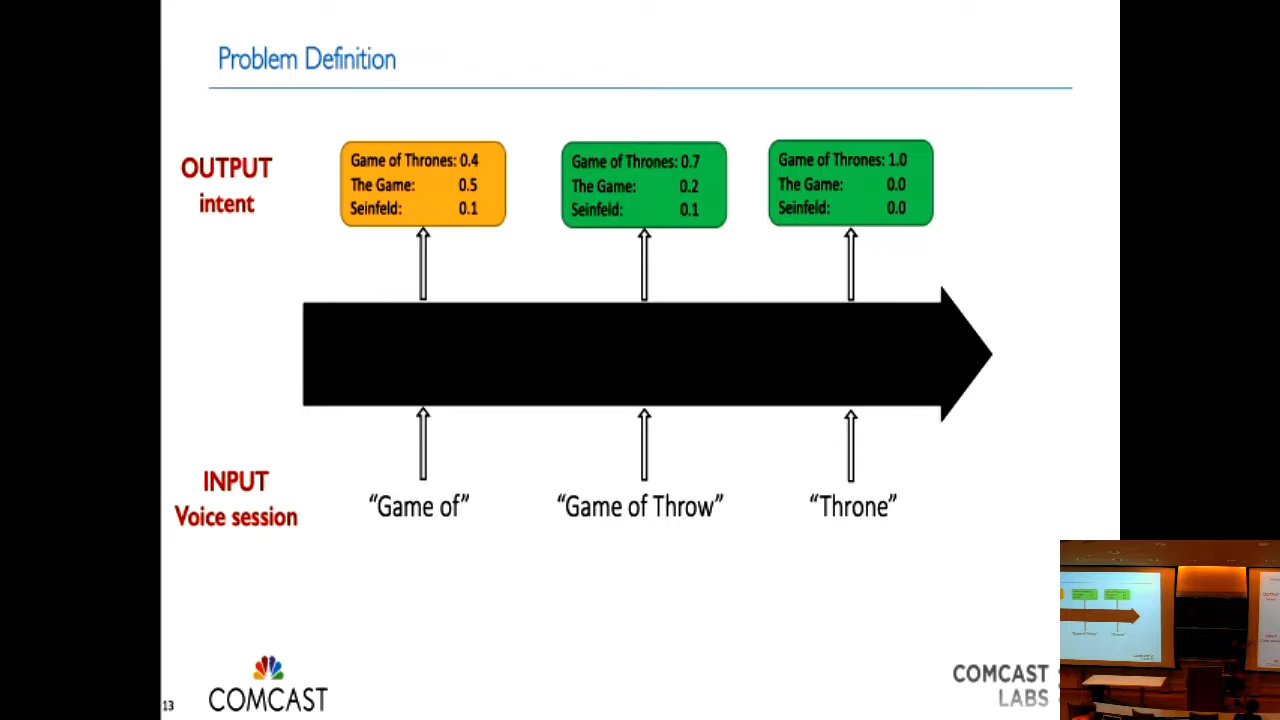 Problem Definition
OUTPUT
intent
Game of Thrones: 0.4
The Game: 0.5
Seinfeld: 0.1
Game of Thrones: 0.7
The Game: 0.2
Seinfeld: 0.1
Game of Thrones: 1.0
The Game: 0.0
Seinfeld: 0.0
INPUT
Voice session
“Game of”
“Game of Throw”
“Throne”
13
COMCAST
COMCAST
LABS